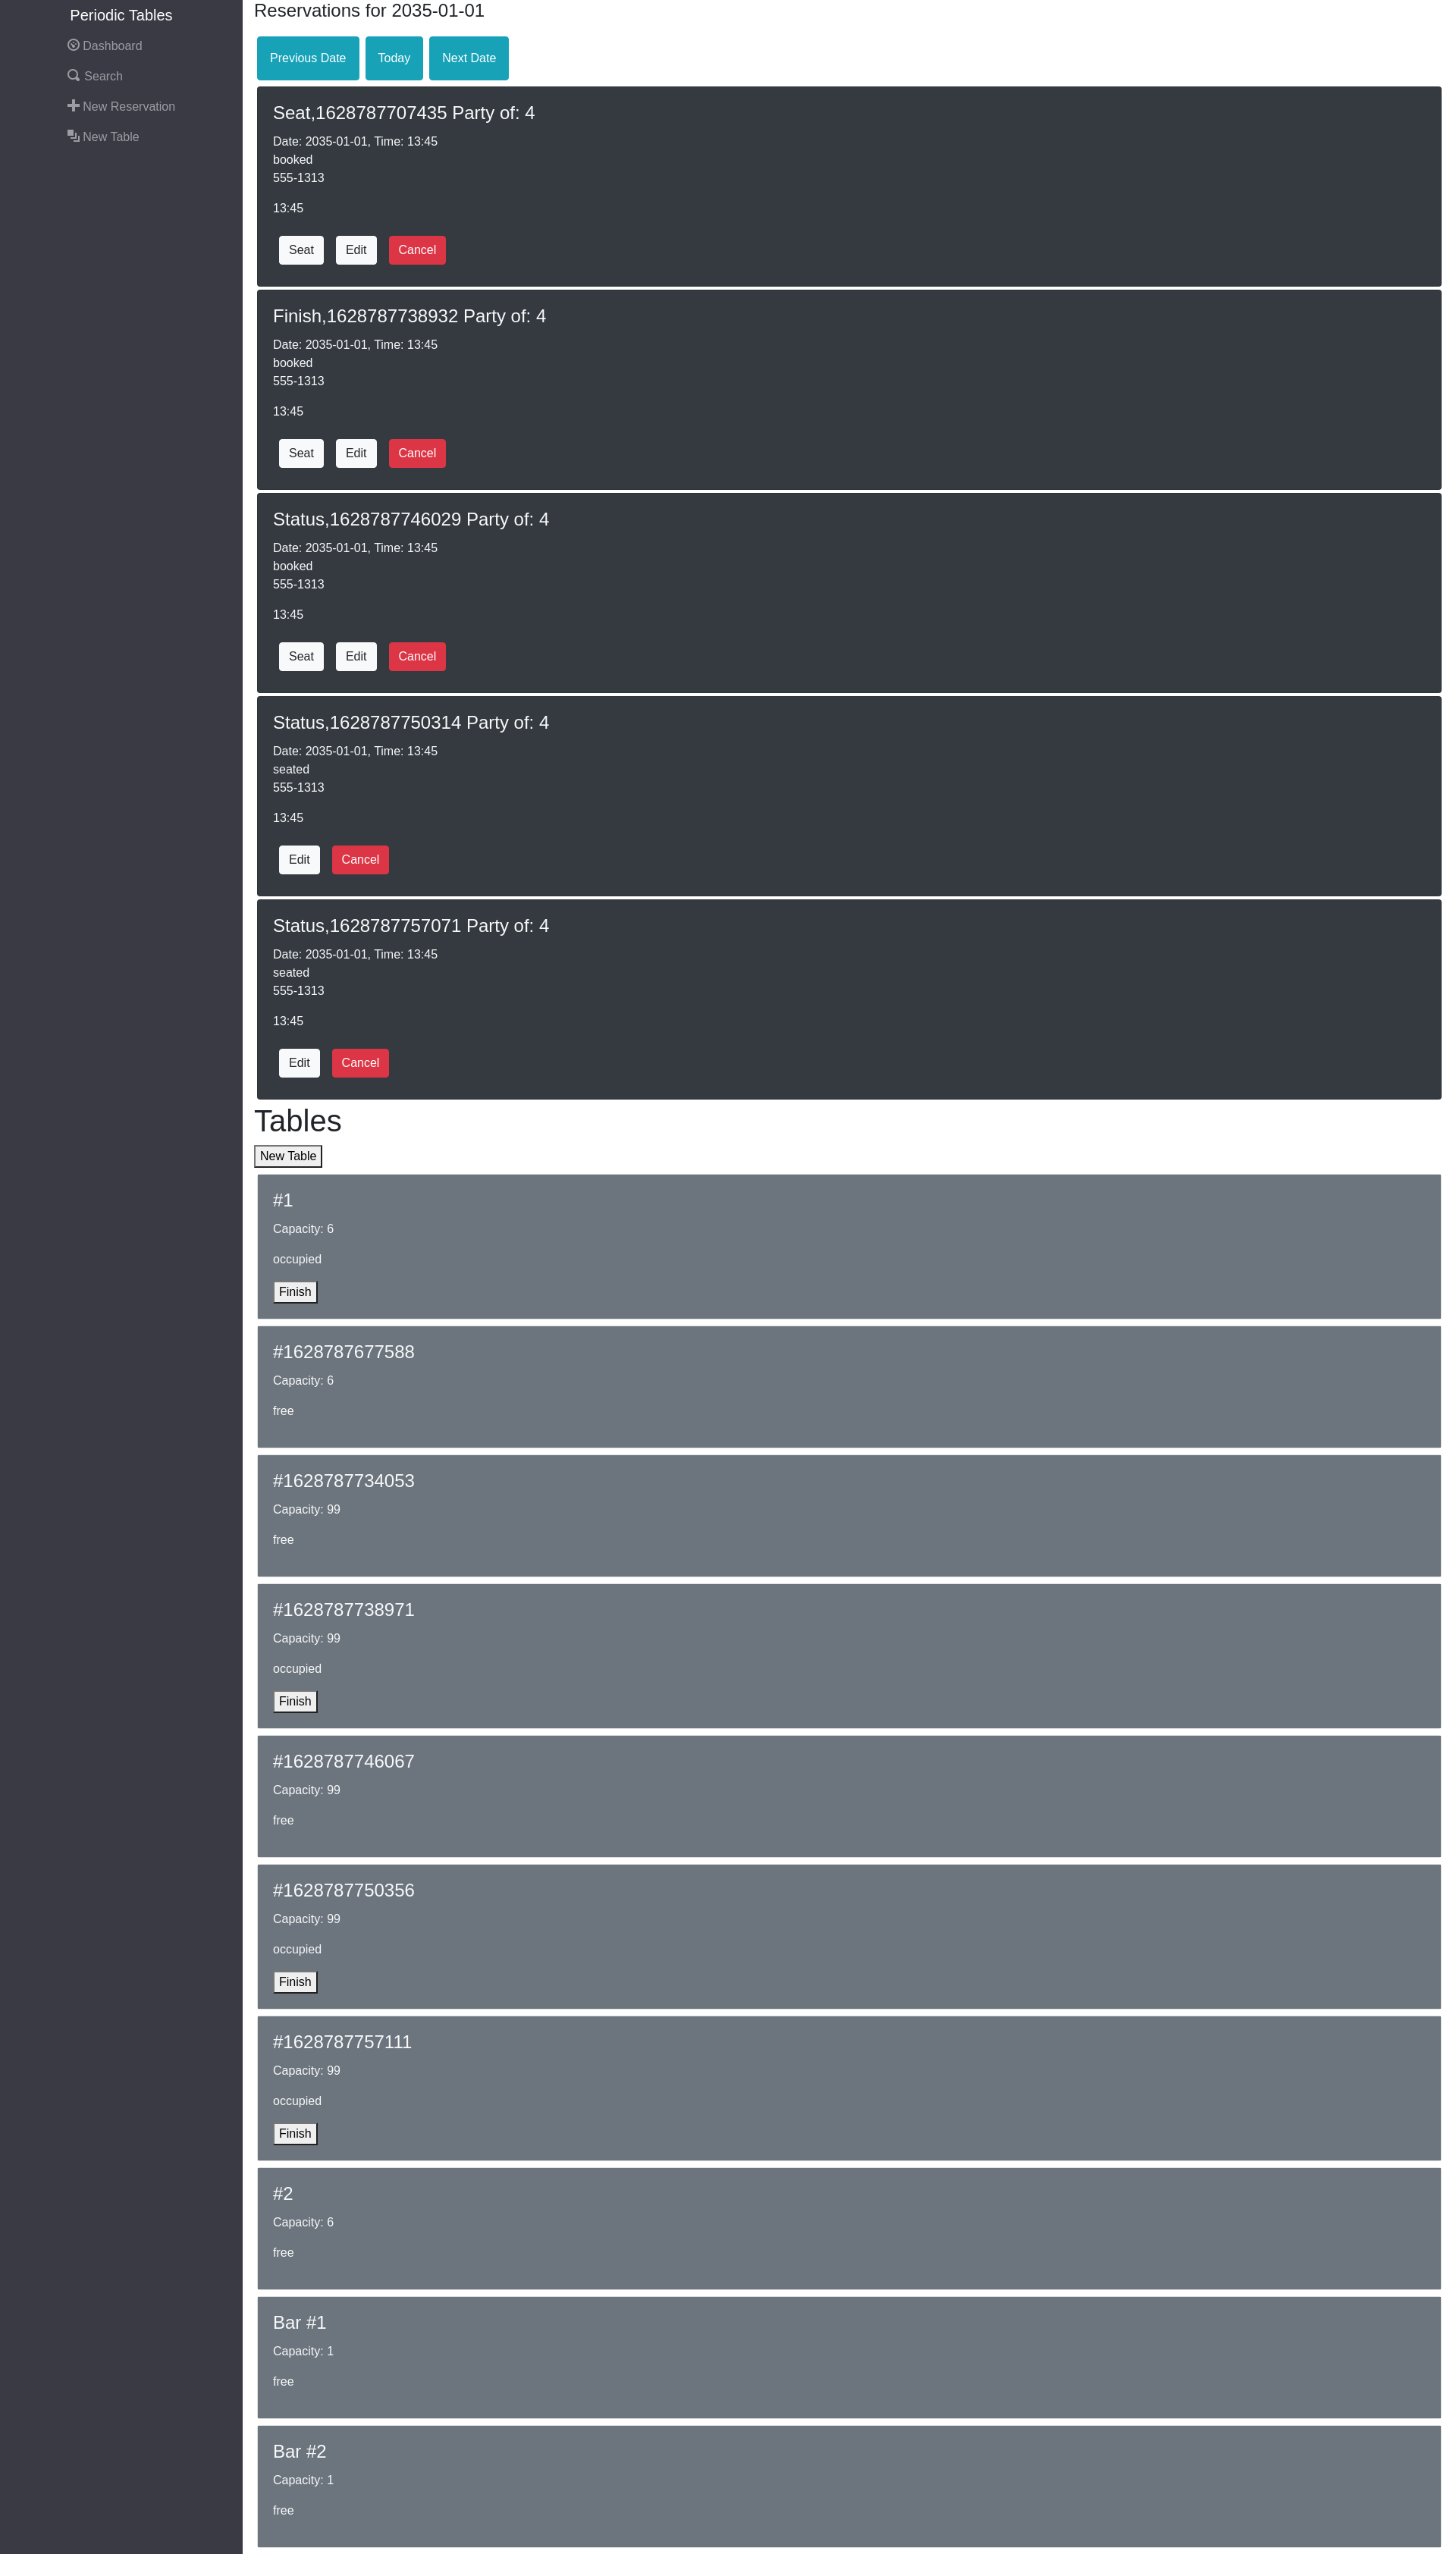 Periodic Tables
Dashboard
Search
New Reservation
New Table
Reservations for 2035-01-01
Previous Date Today Next Date
Seat,1628787707435 Party of: 4
Date: 2035-01-01, Time: 13:45
booked
555-1313
13:45
Seat Edit Cancel
Finish,1628787738932 Party of: 4
Date: 2035-01-01, Time: 13:45
booked
555-1313
13:45
Seat Edit Cancel
Status,1628787746029 Party of: 4
Date: 2035-01-01, Time: 13:45
booked
555-1313
13:45
Seat Edit Cancel
Status,1628787750314 Party of: 4
Date: 2035-01-01, Time: 13:45
seated
555-1313
13:45
Edit Cancel
Status,1628787757071 Party of: 4
Date: 2035-01-01, Time: 13:45
seated
555-1313
13:45
Edit Cancel
Tables
New Table
#1
Capacity: 6
occupied
Finish
#1628787677588
Capacity: 6
free
#1628787734053
Capacity: 99
free
#1628787738971
Capacity: 99
occupied
Finish
#1628787746067
Capacity: 99
free
#1628787750356
Capacity: 99
occupied
Finish
#1628787757111
Capacity: 99
occupied
Finish
#2
Capacity: 6
free
Bar #1
Capacity: 1
free
Bar #2
Capacity: 1
free